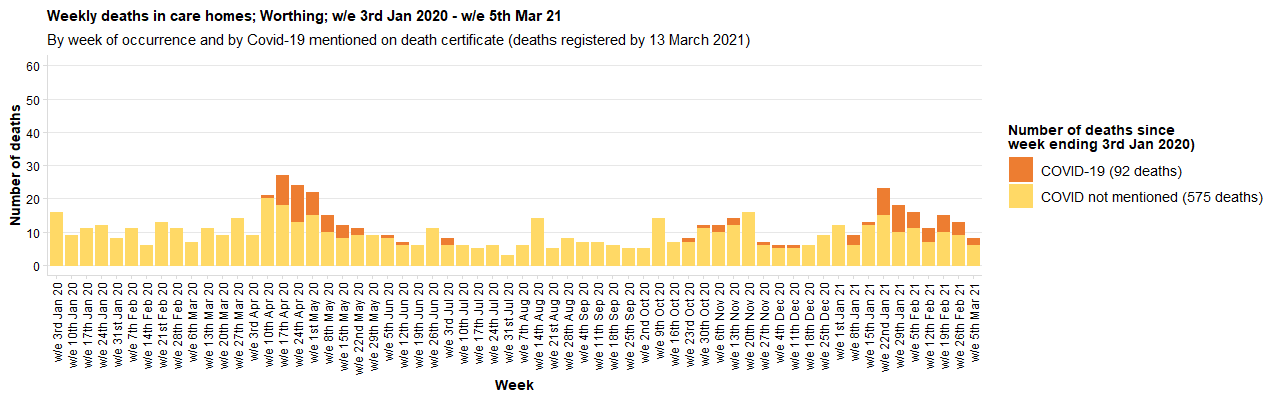 Weekly deaths in care homes; Worthing; w/e 3rd Jan 2020 - w/e 5th Mar 21
By week of occurrence and by Covid-19 mentioned on death certificate (deaths registered by 13 March 2021)
60
50
40
30
20
10
0
Number of deaths
w/e 3rd Jan 20
w/e 10th Jan 20
w/e 17th Jan 20
w/e 24th Jan 20
w/e 31st Jan 20
w/e 7th Feb 20
w/e 14th Feb 20
w/e 21st Feb 20
w/e 28th Feb 20
w/e 6th Mar 20
w/e 13th Mar 20
w/e 20th Mar 20
w/e 27th Mar 20
w/e 3rd Apr 20
w/e 10th Apr 20
w/e 17th Apr 20
w/e 24th Apr 20
w/e 1st May 20
w/e 8th May 20
w/e 15th May 20
w/e 22nd May 20
w/e 29th May 20
w/e 5th Jun 20
w/e 12th Jun 20
w/e 19th Jun 20
w/e 26th Jun 20
w/e 3rd Jul 20
w/e 10th Jul 20
w/e 17th Jul 20
w/e 24th Jul 20
w/e 31st Jul 20
w/e 7th Aug 20
w/e 14th Aug 20
w/e 21st Aug 20
w/e 28th Aug 20
w/e 4th Sep 20
w/e 11th Sep 20
w/e 18th Sep 20
w/e 25th Sep 20
w/e 2nd Oct 20
w/e 9th Oct 20
w/e 16th Oct 20
w/e 23rd Oct 20
w/e 30th Oct 20
w/e 6th Nov 20
w/e 13th Nov 20
w/e 20th Nov 20
w/e 27th Nov 20
w/e 4th Dec 20
w/e 11th Dec 20
w/e 18th Dec 20
w/e 25th Dec 20
w/e 1st Jan 21
w/e 8th Jan 21
w/e 15th Jan 21
w/e 22nd Jan 21
w/e 29th Jan 21
w/e 5th Feb 21
w/e 12th Feb 21
w/e 19th Feb 21
w/e 26th Feb 21
w/e 5th Mar 21
Week
Number of deaths since
week ending 3rd Jan 2020)
COVID-19 (92 deaths)
COVID not mentioned (575 deaths)